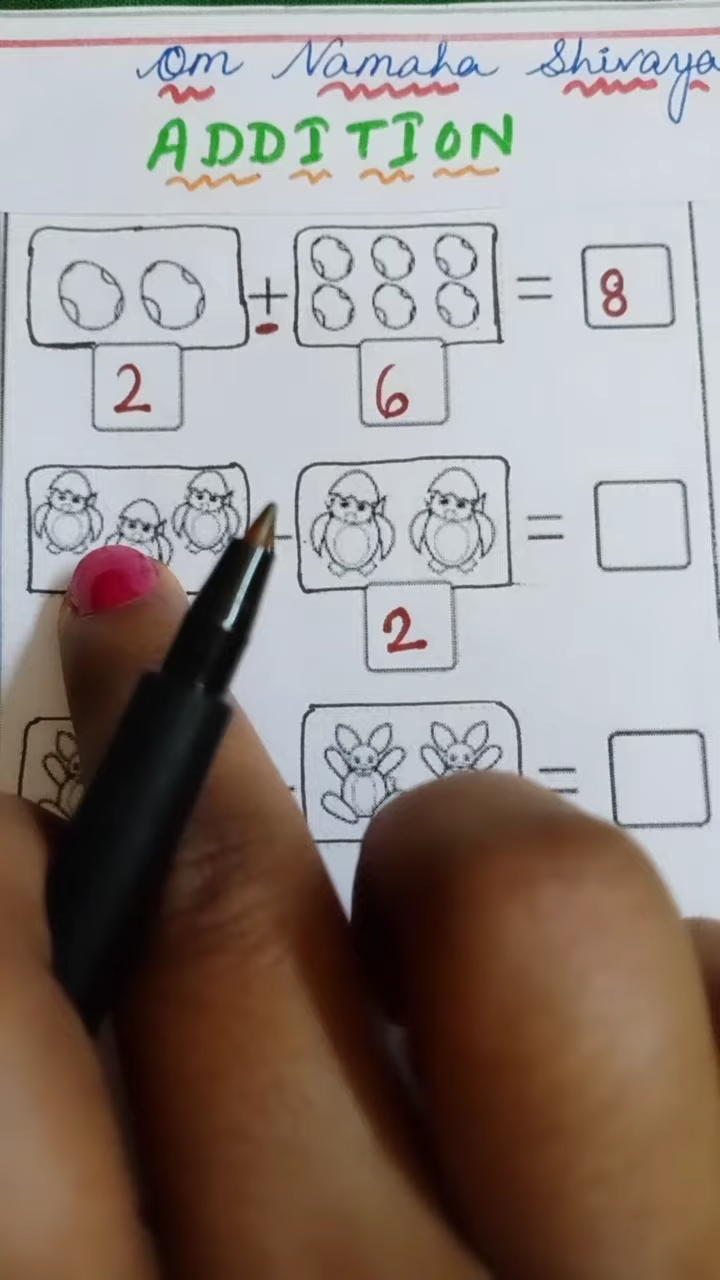 Om Namaha Shivaya
ADDITION
+ = 8
2 6
- =
2
=